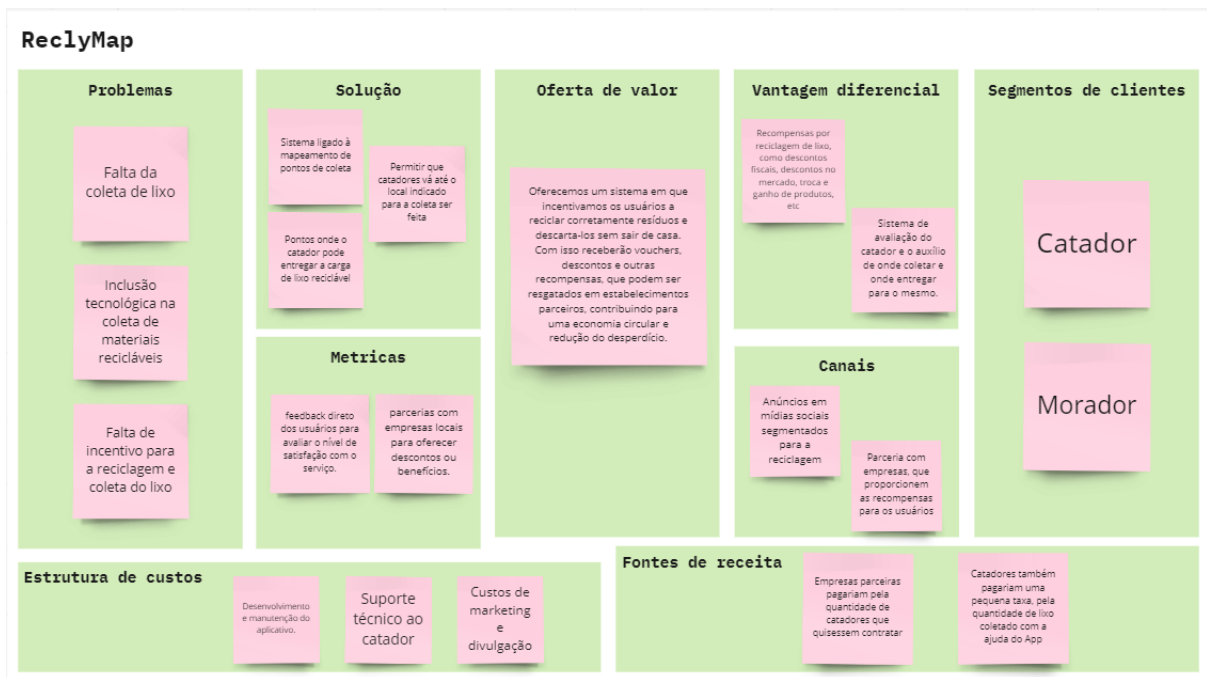 ReclyMap
Problemas
Falta da
coleta de lixo
Inclusão
tecnológica na
coleta de
materiais
recicláveis
Falta de
incentivo para
a reciclagem e
coleta do lixo
Solução
Sistema ligado à
mapeamento de
pontos de coleta
Permitir que
catadores vá até o
local indicado
para a coleta ser
feita
Pontos onde o
catador pode
entregar a carga
de lixo reciclável
Metricas
feedback direto
dos usuários para
avaliar o nível de
satisfação com o
serviço.
parcerias com
empresas locais
para oferecer
descontos ou
benefícios.
Oferta de valor
Oferecemos um sistema em que
incentivamos os usuários a
reciclar corretamente resíduos e
descarta-los sem sair de casa.
Com isso receberão vouchers,
descontos e outras
recompensas, que podem ser
resgatados em estabelecimentos
parceiros, contribuindo para
uma economia circular e
redução do desperdício.
Vantagem diferencial
Recompensas por
reciclagem de lixo,
como descontos
fiscais, descontos no
mercado, troca e
ganho de produtos,
etc
Sistema de
avaliação do
catador e o auxílio
de onde coletar e
onde entregar
para o mesmo.
Canais
Anúncios em
mídias sociais
segmentados
para a
reciclagem
Parceria com
empresas, que
proporcionem
as recompensas
para os usuários
Segmentos de clientes
Catador
Morador
Estrutura de custos
Desenvolvimento
e manutenção do
aplicativo.
Suporte
técnico ao
catador
Custos de
marketing
e
divulgação
Fontes de receita
Empresas parceiras
pagariam pela
quantidade de
catadores que
quisessem contratar
Catadores também
pagariam uma
pequena taxa, pela
quantidade de lixo
coletado com a
ajuda do App